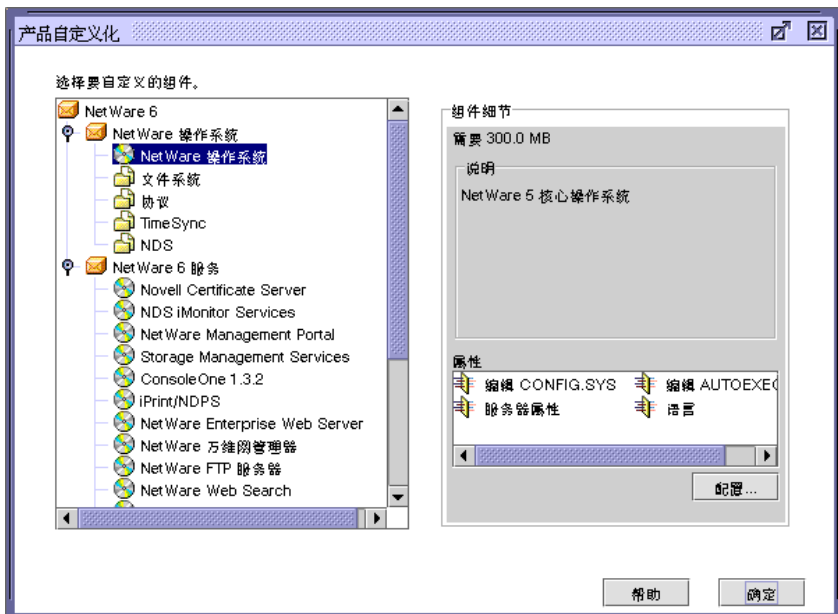 产品自定义化
选择要自定义的组件。
NetWare 6
NetWare 操作系统
NetWare 操作系统
文件系统
协议
TimeSync
NDS
NetWare 6 服务
Novell Certificate Server
NDS iMonitor Services
NetWare Management Portal
Storage Management Services
ConsoleOne 1.3.2
iPrint/NDPS
NetWare Enterprise Web Server
NetWare 万维网管理器
NetWare FTP 服务器
NetWare Web Search
组件细节
需要 300.0 MB
说明
NetWare 5 核心操作系统
属性
编辑 CONFIG.SYS 编辑 AUTOEXEC
服务器属性 语言
配置...
帮助 确定